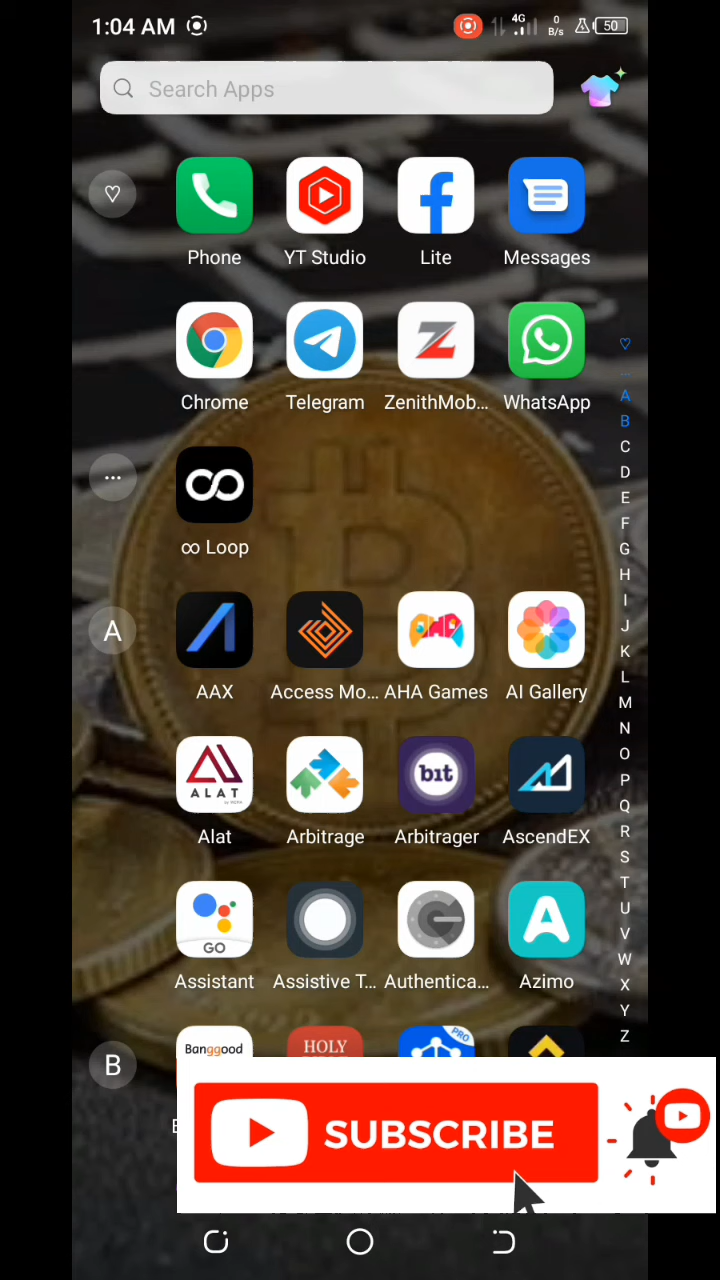 1:04 AM 4G 0 B/s 50
Search Apps
Phone YT Studio Lite Messages
Chrome Telegram ZenithMob... WhatsApp
... ∞ Loop
A AAX Access Mo... AHA Games AI Gallery
ALAT
bit
Alat Arbitrage Arbitrager AscendEX
GO
Assistant Assistive T... Authentica... Azimo
B Banggood HOLY PRO
SUBSCRIBE
A
B
C
D
E
F
G
H
I
J
K
L
M
N
O
P
Q
R
S
T
U
V
W
X
Y
Z